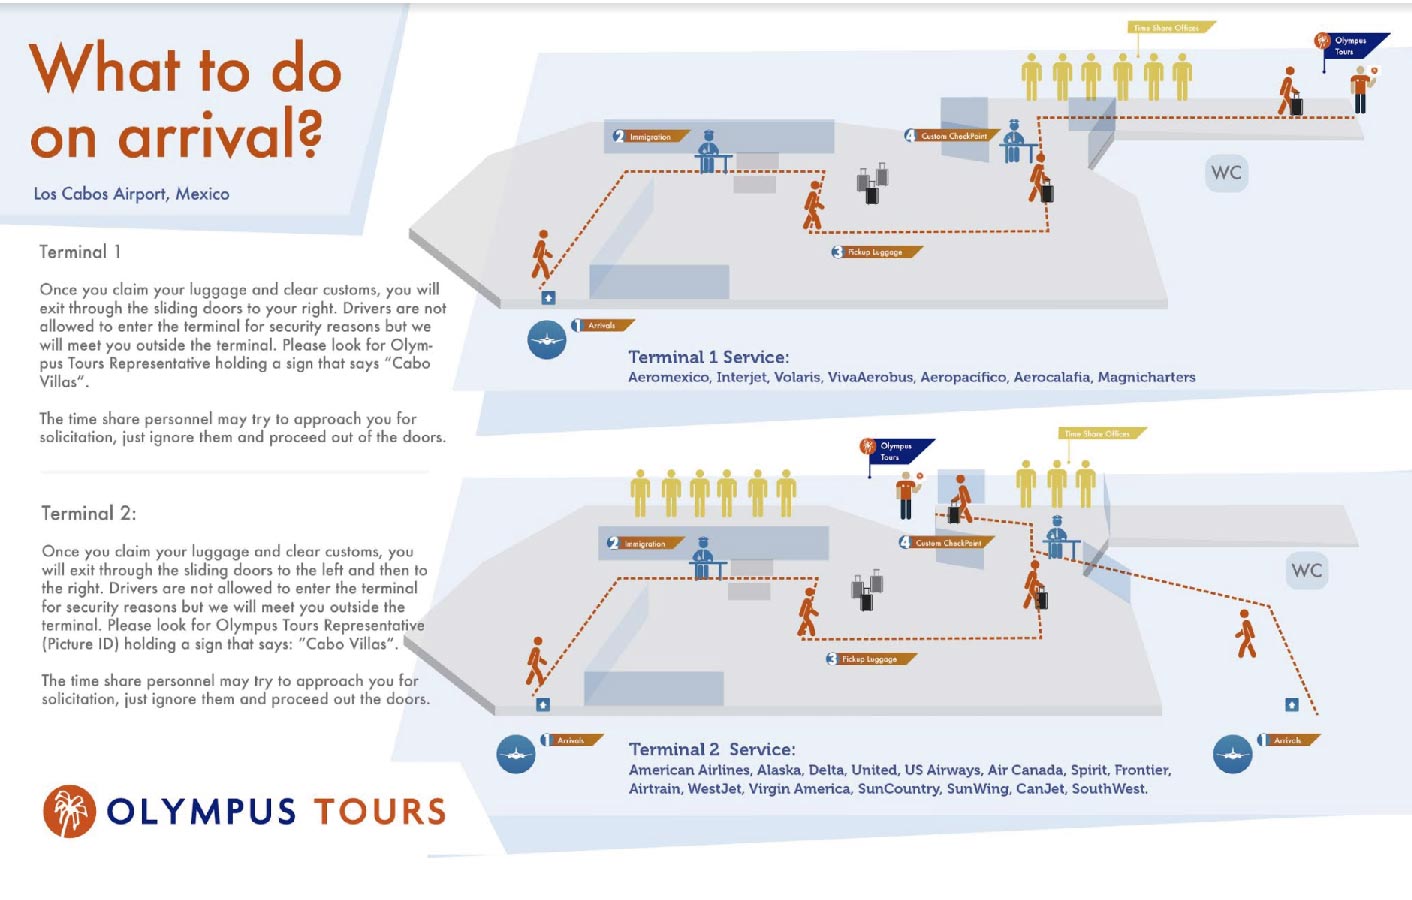 What to do
on arrival?
Los Cabos Airport, Mexico
Terminal 1
Once you claim your luggage and clear customs, you will
exit through the sliding doors to your right. Drivers are not
allowed to enter the terminal for security reasons but we
will meet you outside the terminal. Please look for Olym-
pus Tours Representative holding a sign that says "Cabo
Villas".
The time share personnel may try to approach you for
solicitation, just ignore them and proceed out of the doors.
Terminal 2:
Once you claim your luggage and clear customs, you
will exit through the sliding doors to the left and then to
the right. Drivers are not allowed to enter the terminal
for security reasons but we will meet you outside the
terminal. Please look for Olympus Tours Representative
(Picture ID) holding a sign that says: "Cabo Villas".
The time share personnel may try to approach you for
solicitation, just ignore them and proceed out the doors.
OLYMPUS TOURS
Time Share Offices
Olympus
Tours
2 Immigration
4 Custom CheckPoint
WC
3 Pickup Luggage
1 Arrivals
Terminal 1 Service:
Aeromexico, Interjet, Volaris, VivaAerobus, Aeropacífico, Aerocalafia, Magnicharters
Olympus
Tours
Time Share Offices
2 Immigration
4 Custom CheckPoint
WC
3 Pickup Luggage
1 Arrivals
1 Arrivals
Terminal 2 Service:
American Airlines, Alaska, Delta, United, US Airways, Air Canada, Spirit, Frontier,
Airtrain, WestJet, Virgin America, SunCountry, SunWing, CanJet, SouthWest.